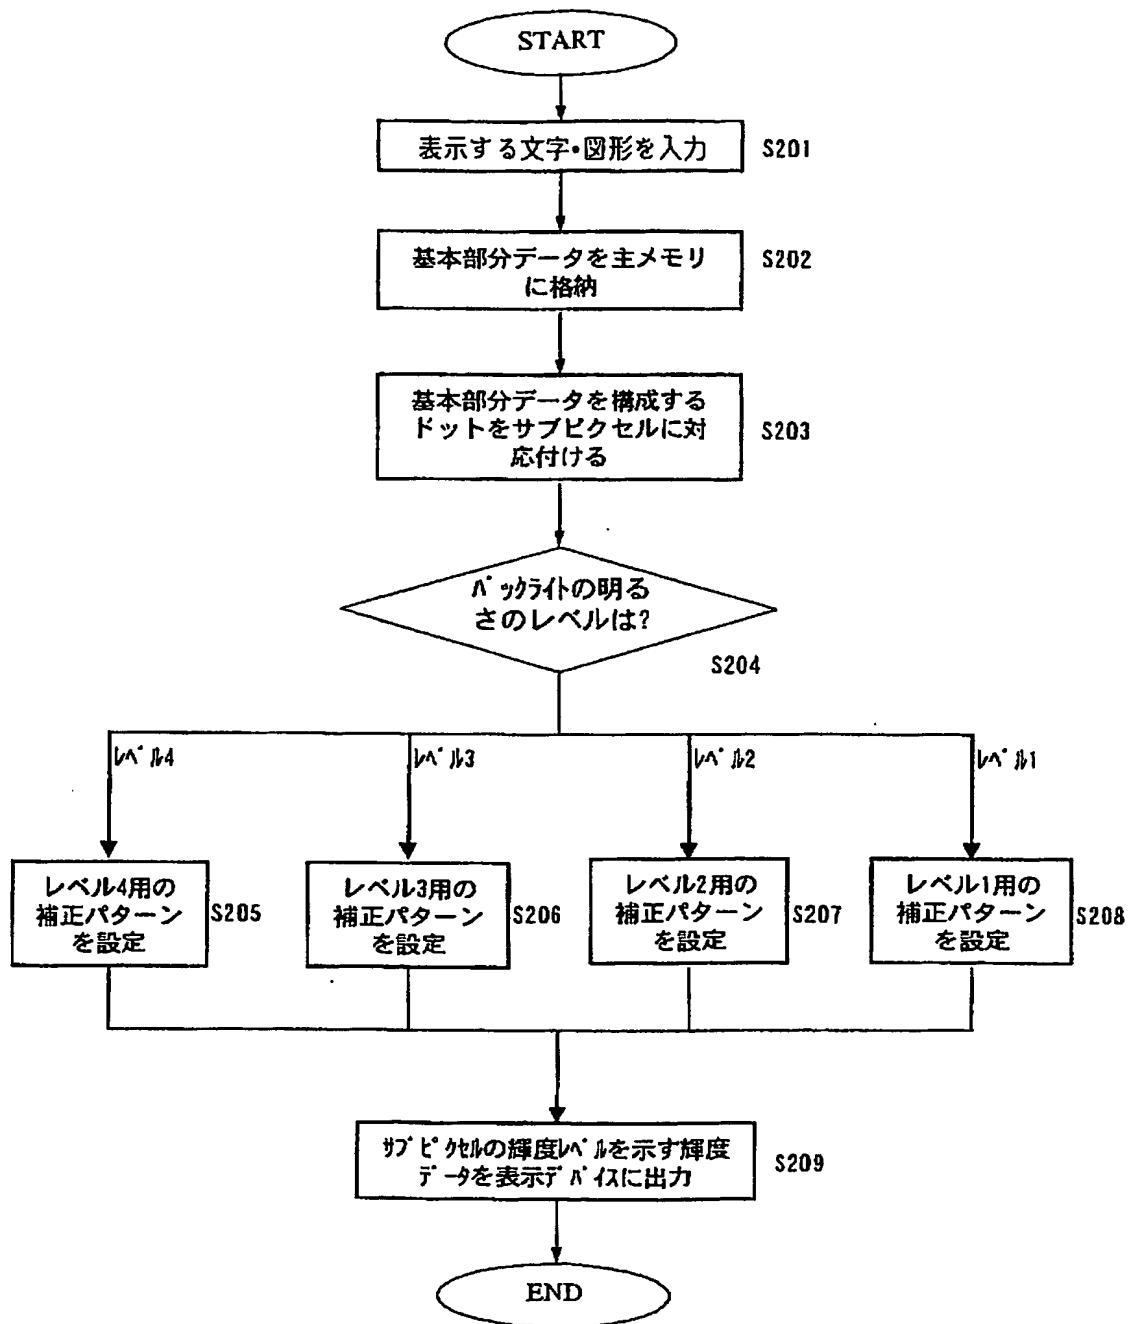 START
表示する文字・図形を入力
S201
基本部分データを主メモリ
に格納
S202
基本部分データを構成する
ドットをサブピクセルに対
応付ける
S203
ﾊﾞｯｸﾗｲﾄの明る
さのレベルは?
S204
ﾚﾍﾞﾙ4
ﾚﾍﾞﾙ3
ﾚﾍﾞﾙ2
ﾚﾍﾞﾙ1
レベル4用の
補正パターン
を設定
S205
レベル3用の
補正パターン
を設定
S206
レベル2用の
補正パターン
を設定
S207
レベル1用の
補正パターン
を設定
S208
ｻﾌﾞﾋﾟｸｾﾙの輝度ﾚﾍﾞﾙを示す輝度
ﾃﾞｰﾀを表示ﾃﾞﾊﾞｲｽに出力
S209
END